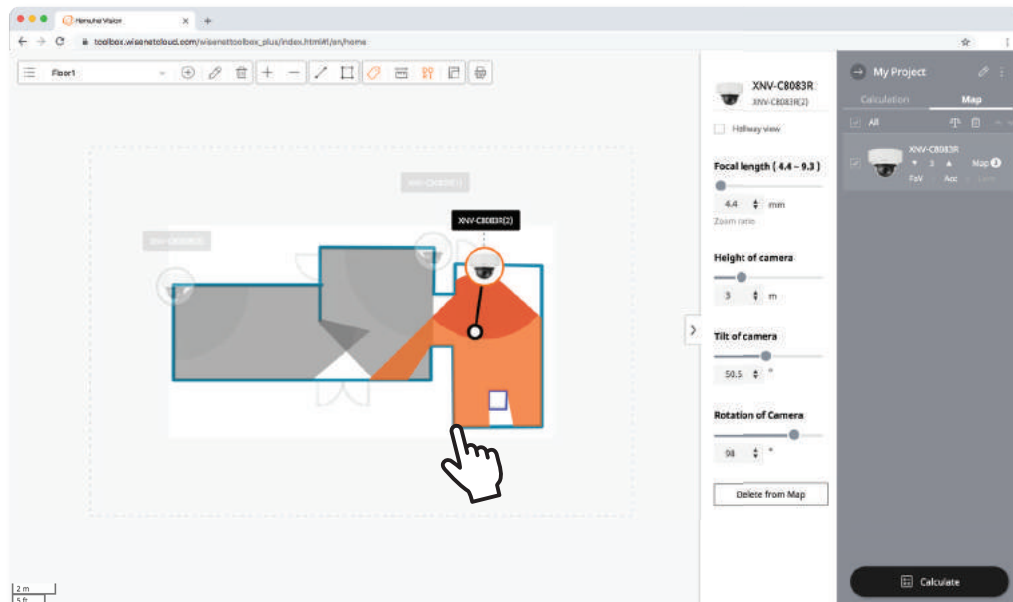 Hanwha Vision
toolbox.wisenetcloud.com/wisenettoolbox_plus/index.html#!/en/home
Floor1
XNV-C8083R(2)
XNV-C8083R
XNV-C8083R(2)
Hallway view
Focal length ( 4.4 ~ 9.3 )
4.4 mm
Zoom ratio
Height of camera
3 m
Tilt of camera
50.5 °
Rotation of Camera
98 °
Delete from Map
My Project
Calculation Map
All
XNV-C8083R
3 Map
FoV Acc
Calculate
2 m
5 ft